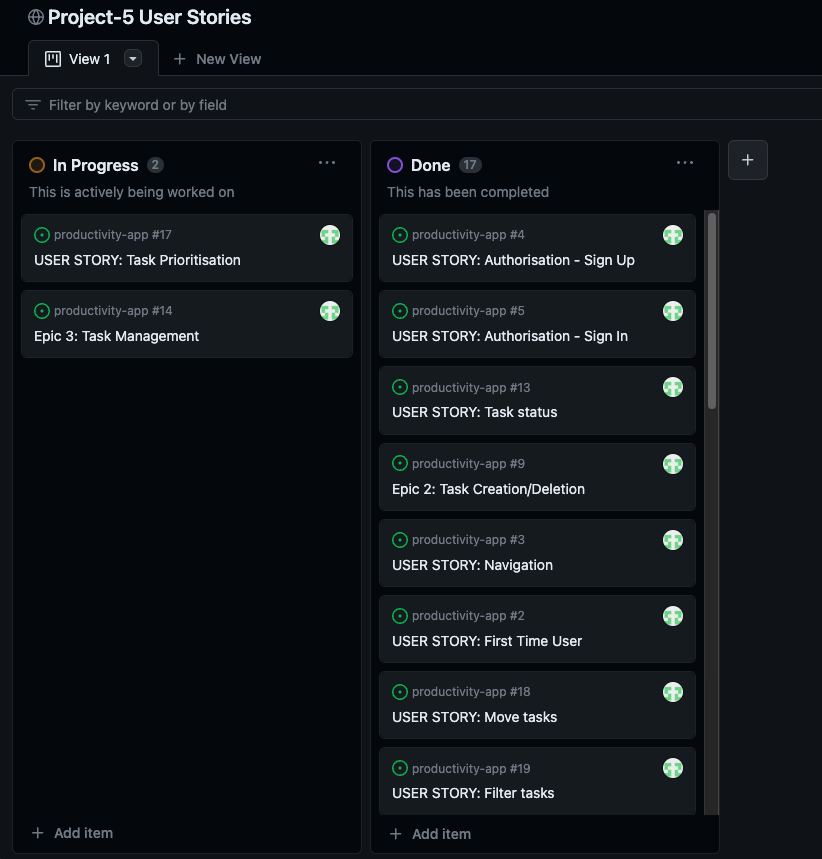 Project-5 User Stories
View 1
New View
Filter by keyword or by field
In Progress 2
This is actively being worked on
productivity-app #17
USER STORY: Task Prioritisation
productivity-app #14
Epic 3: Task Management
Add item
Done 17
This has been completed
productivity-app #4
USER STORY: Authorisation - Sign Up
productivity-app #5
USER STORY: Authorisation - Sign In
productivity-app #13
USER STORY: Task status
productivity-app #9
Epic 2: Task Creation/Deletion
productivity-app #3
USER STORY: Navigation
productivity-app #2
USER STORY: First Time User
productivity-app #18
USER STORY: Move tasks
productivity-app #19
USER STORY: Filter tasks
Add item